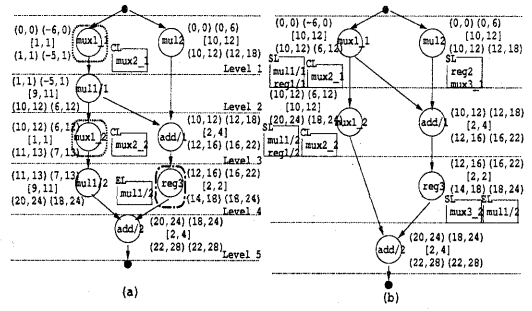 (0,0) (-6,0)
[1,1]
(1,1) (-5,1)
mux1_1
CL
mux2_1
mul2
(0,0) (0,6)
[10,12]
(10,12) (12,18)
Level 1
(1,1) (-5,1)
[9,11]
(10,12) (6,12)
mul1/1
Level 2
(10,12) (6,12)
[1,1]
(11,13) (7,13)
mux1_2
CL
mux2_2
add/1
(10,12) (12,18)
[2,4]
(12,16) (16,22)
Level 3
(11,13) (7,13)
[9,11]
(20,24) (18,24)
mul1/2
SL
mul1/2
reg3
(12,16) (16,22)
[2,2]
(14,18) (18,24)
Level 4
add/2
(20,24) (18,24)
[2,4]
(22,28) (22,28)
Level 5
(a)
(0,0) (-6,0)
[10,12]
(10,12) (6,12)
mux1_1
SL
mul1/1
reg1/1
CL
mux2_1
mul2
(0,0) (0,6)
[10,12]
(10,12) (12,18)
SL
reg2
mux3_1
(10,12) (6,12)
[10,12]
(20,24) (18,24)
mux1_2
SL
mul1/2
reg1/2
CL
mux2_2
add/1
(10,12) (12,18)
[2,4]
(12,16) (16,22)
reg3
(12,16) (16,22)
[2,2]
(14,18) (18,24)
SL
mux3_2
SL
mul1/2
add/2
(20,24) (18,24)
[2,4]
(22,28) (22,28)
(b)